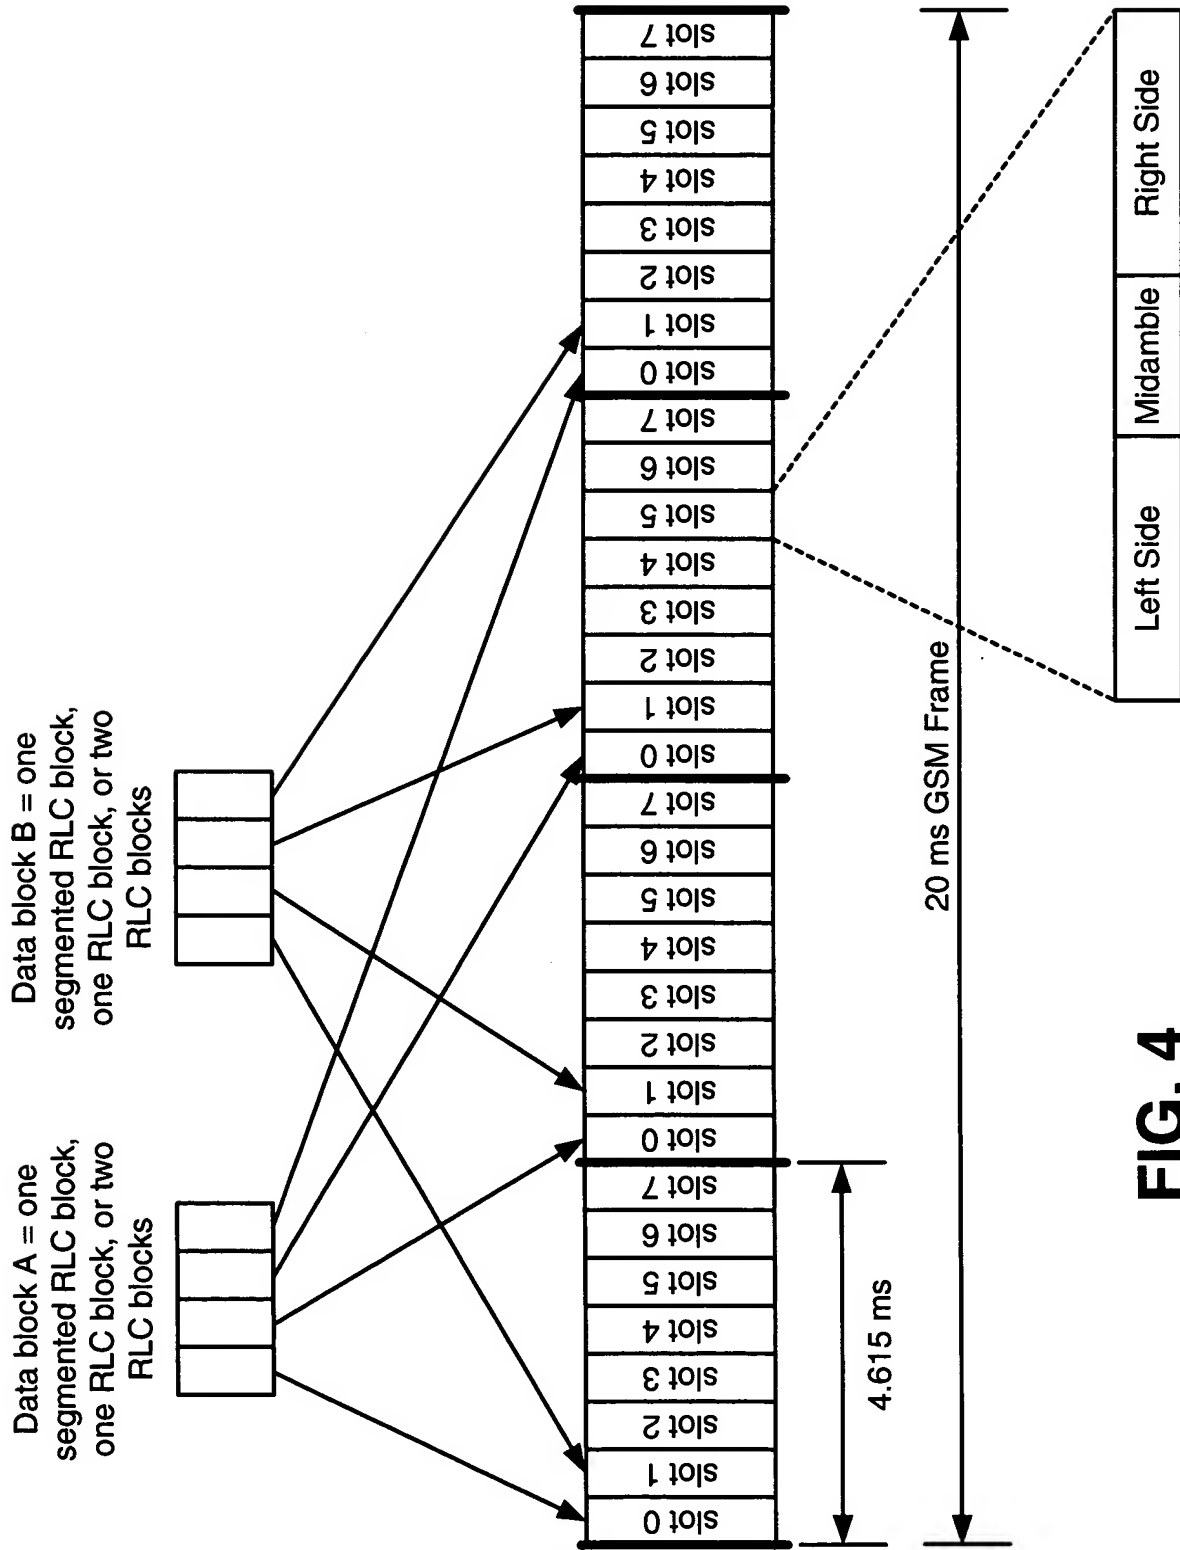 Data block A = one
segmented RLC block,
one RLC block, or two
RLC blocks
Data block B = one
segmented RLC block,
one RLC block, or two
RLC blocks
slot 0
slot 1
slot 2
slot 3
slot 4
slot 5
slot 6
slot 7
slot 0
slot 1
slot 2
slot 3
slot 4
slot 5
slot 6
slot 7
slot 0
slot 1
slot 2
slot 3
slot 4
slot 5
slot 6
slot 7
slot 0
slot 1
slot 2
slot 3
slot 4
slot 5
slot 6
slot 7
4.615 ms
20 ms GSM Frame
Left Side
Midamble
Right Side
FIG. 4